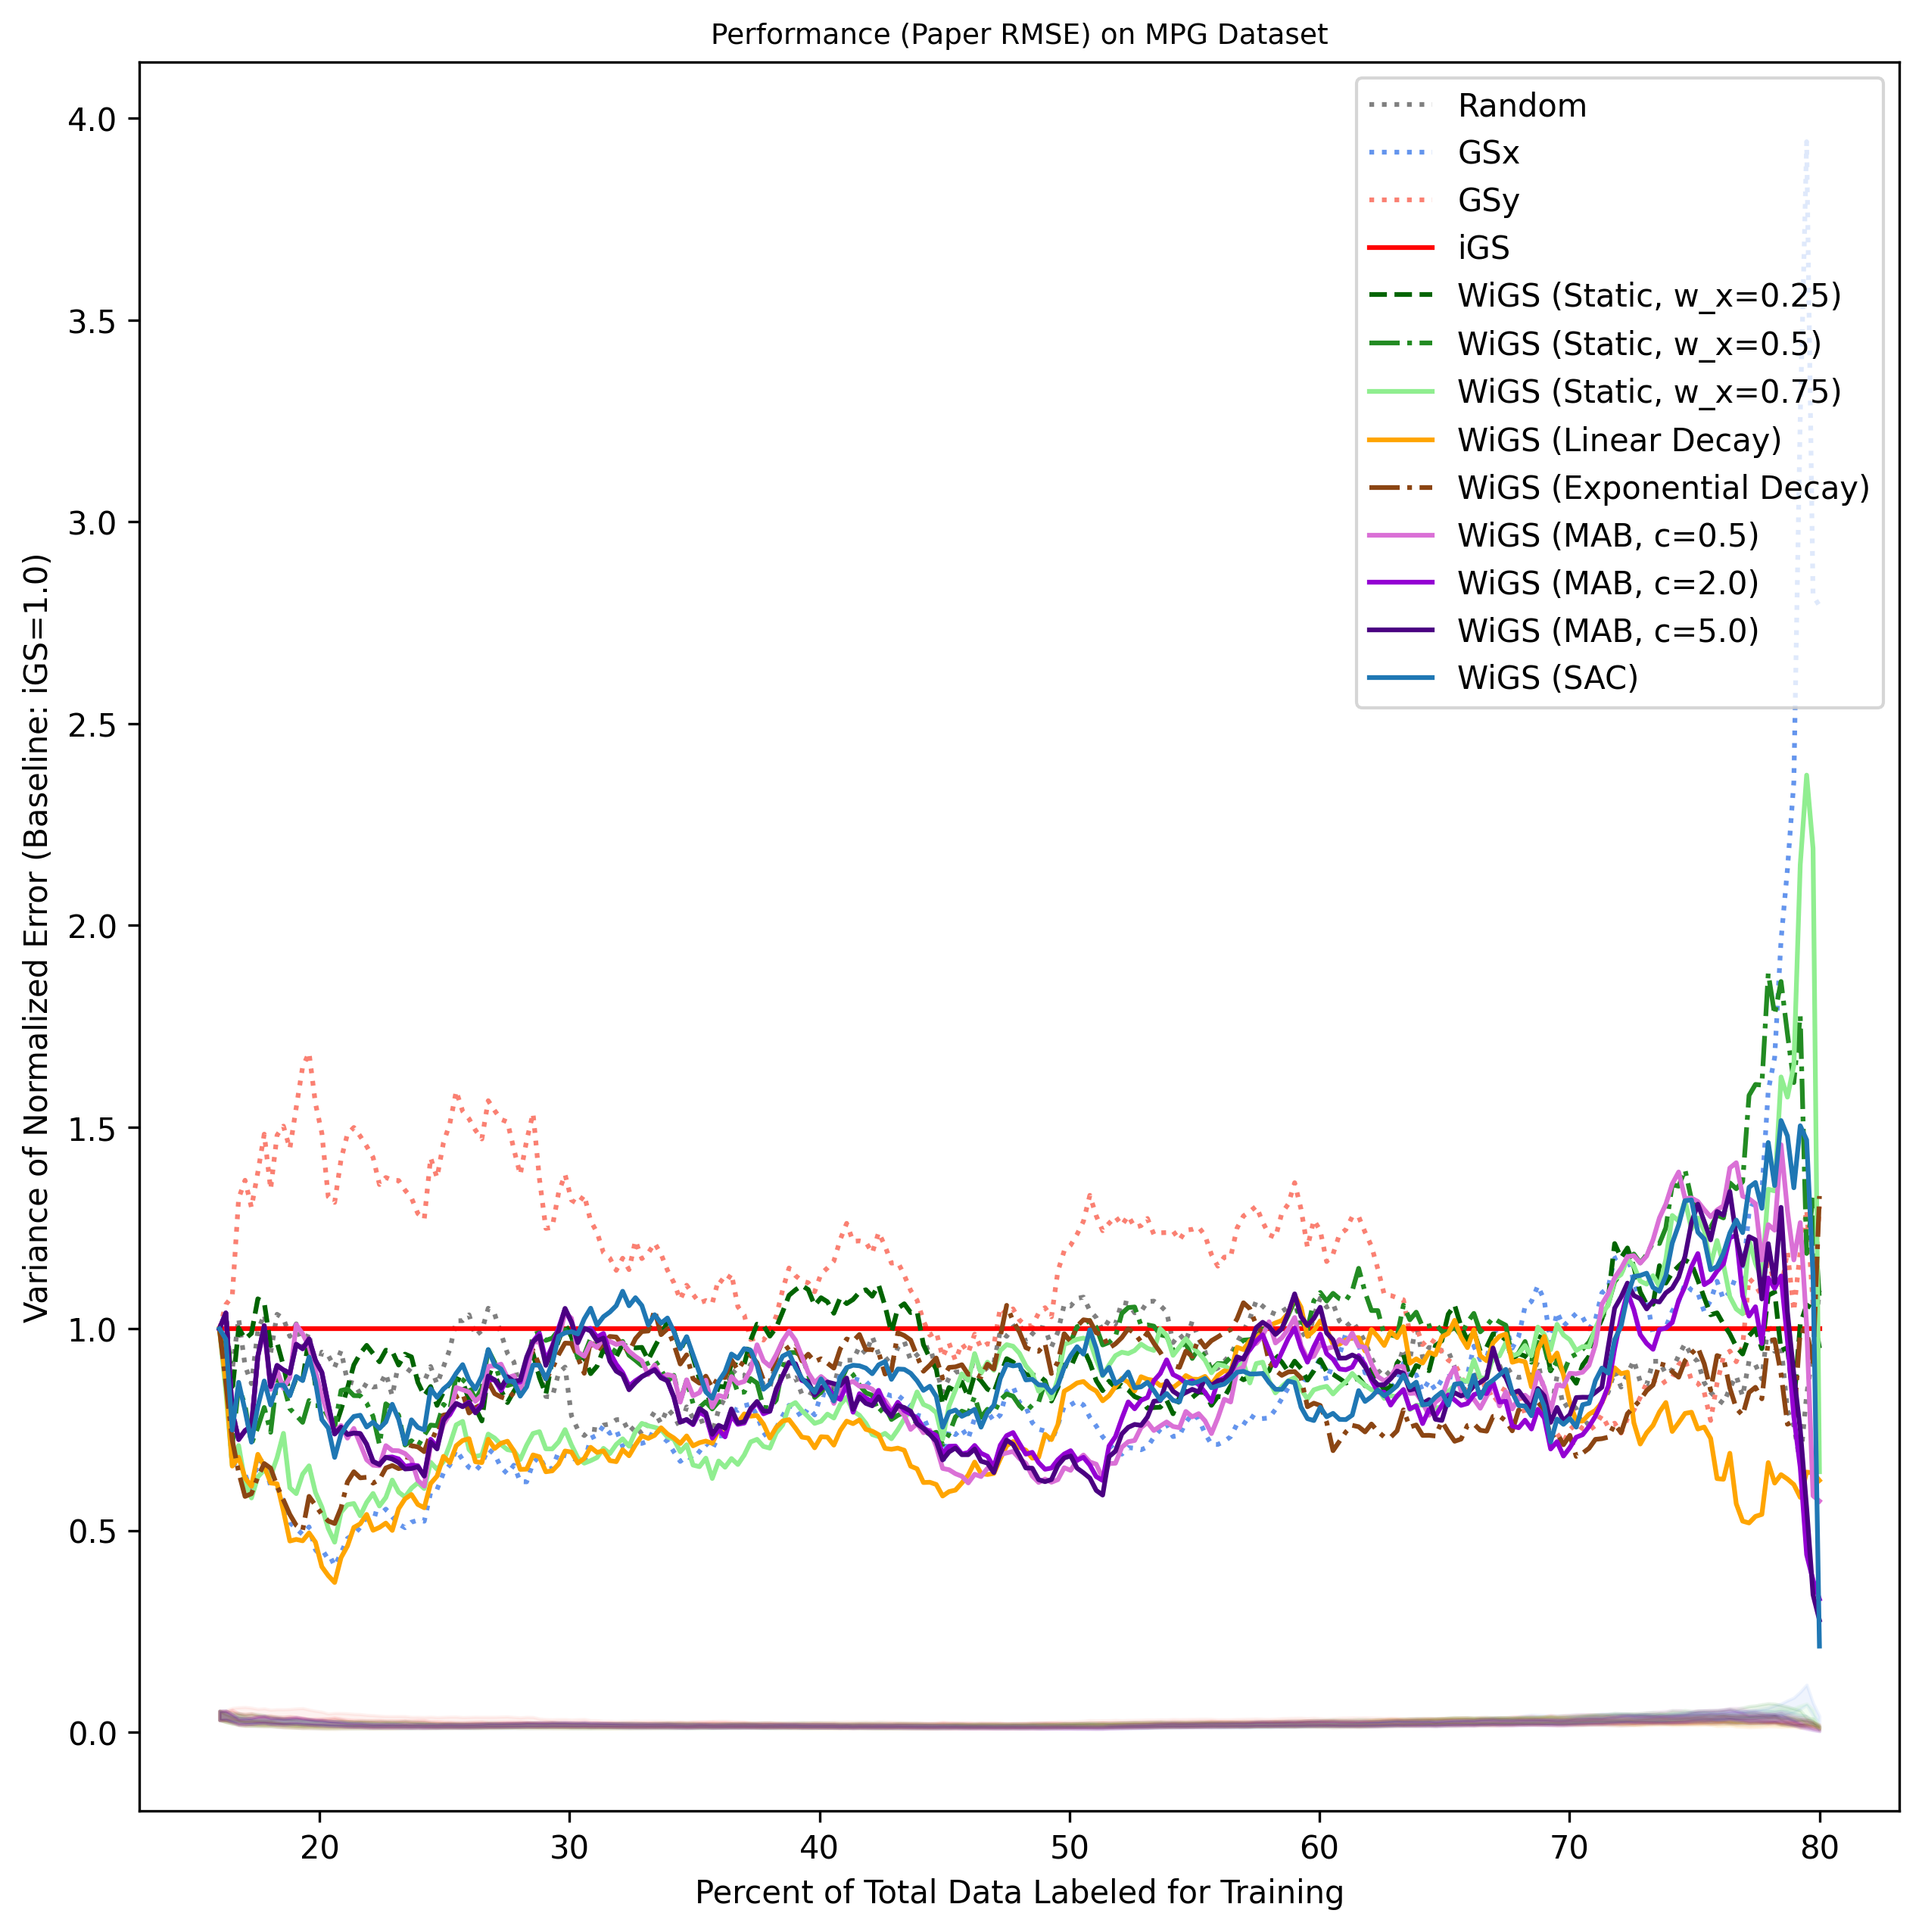 Performance (Paper RMSE) on MPG Dataset
Variance of Normalized Error (Baseline: iGS=1.0)
4.0
3.5
3.0
2.5
2.0
1.5
1.0
0.5
0.0
Random
GSx
GSy
iGS
WiGS (Static, w_x=0.25)
WiGS (Static, w_x=0.5)
WiGS (Static, w_x=0.75)
WiGS (Linear Decay)
WiGS (Exponential Decay)
WiGS (MAB, c=0.5)
WiGS (MAB, c=2.0)
WiGS (MAB, c=5.0)
WiGS (SAC)
20 30 40 50 60 70 80
Percent of Total Data Labeled for Training